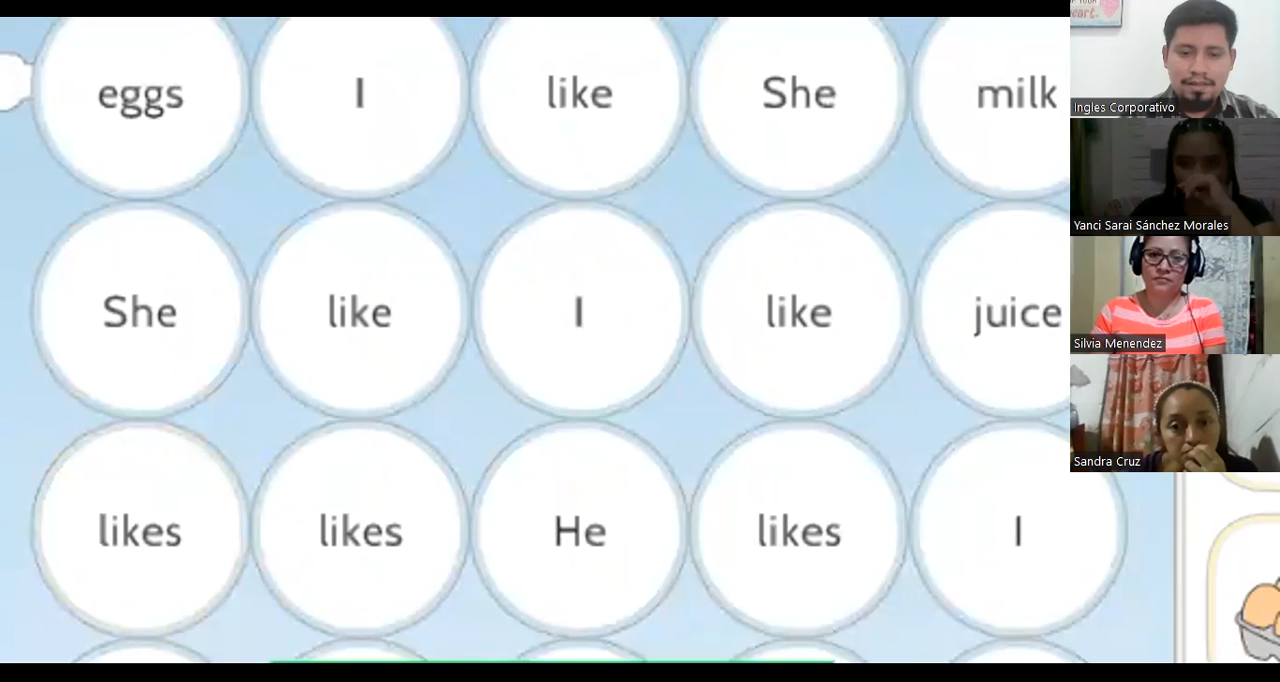 eggs I like She milk
She like I like juice
likes likes He likes I
eart.
Ingles Corporativo
Yanci Sarai Sánchez Morales
Silvia Menendez
Sandra Cruz